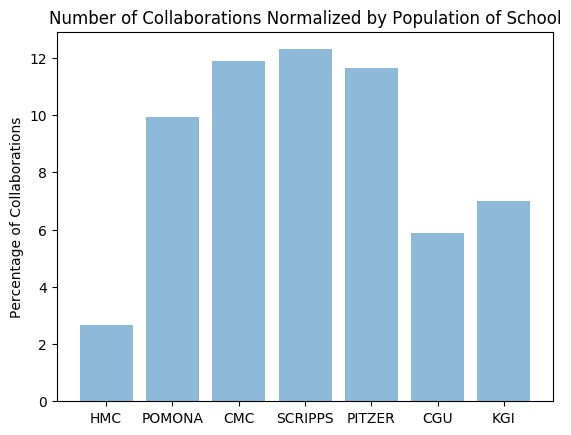 Number of Collaborations Normalized by Population of School
Percentage of Collaborations
12
10
8
6
4
2
0
HMC POMONA CMC SCRIPPS PITZER CGU KGI